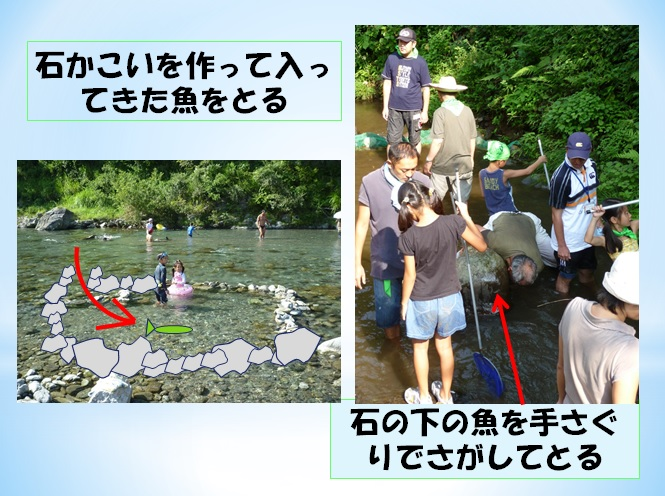 石かこいを作って入っ
てきた魚をとる
石の下の魚を手さぐ
りでさがしてとる